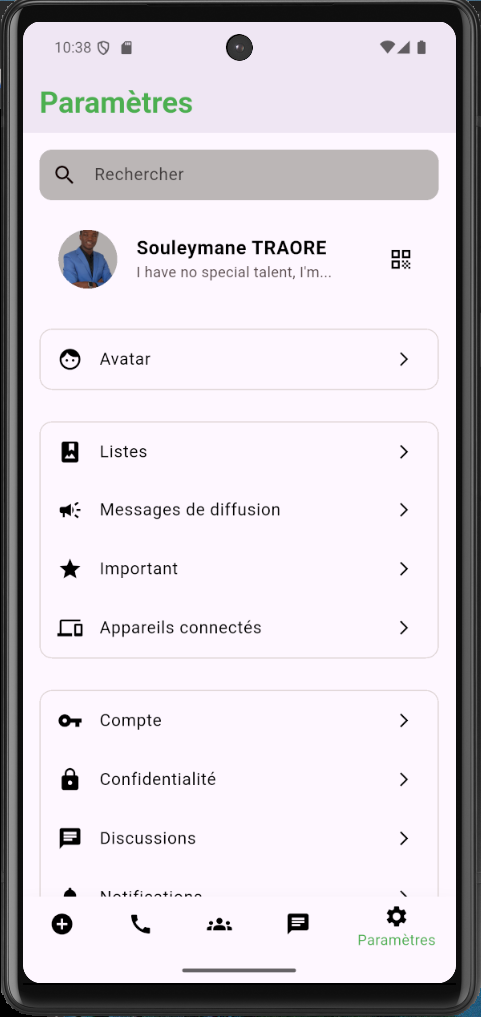 10:38
Paramètres
Rechercher
Souleymane TRAORE
I have no special talent, I'm...
Avatar
Listes
Messages de diffusion
Important
Appareils connectés
Compte
Confidentialité
Discussions
Notifications
Paramètres